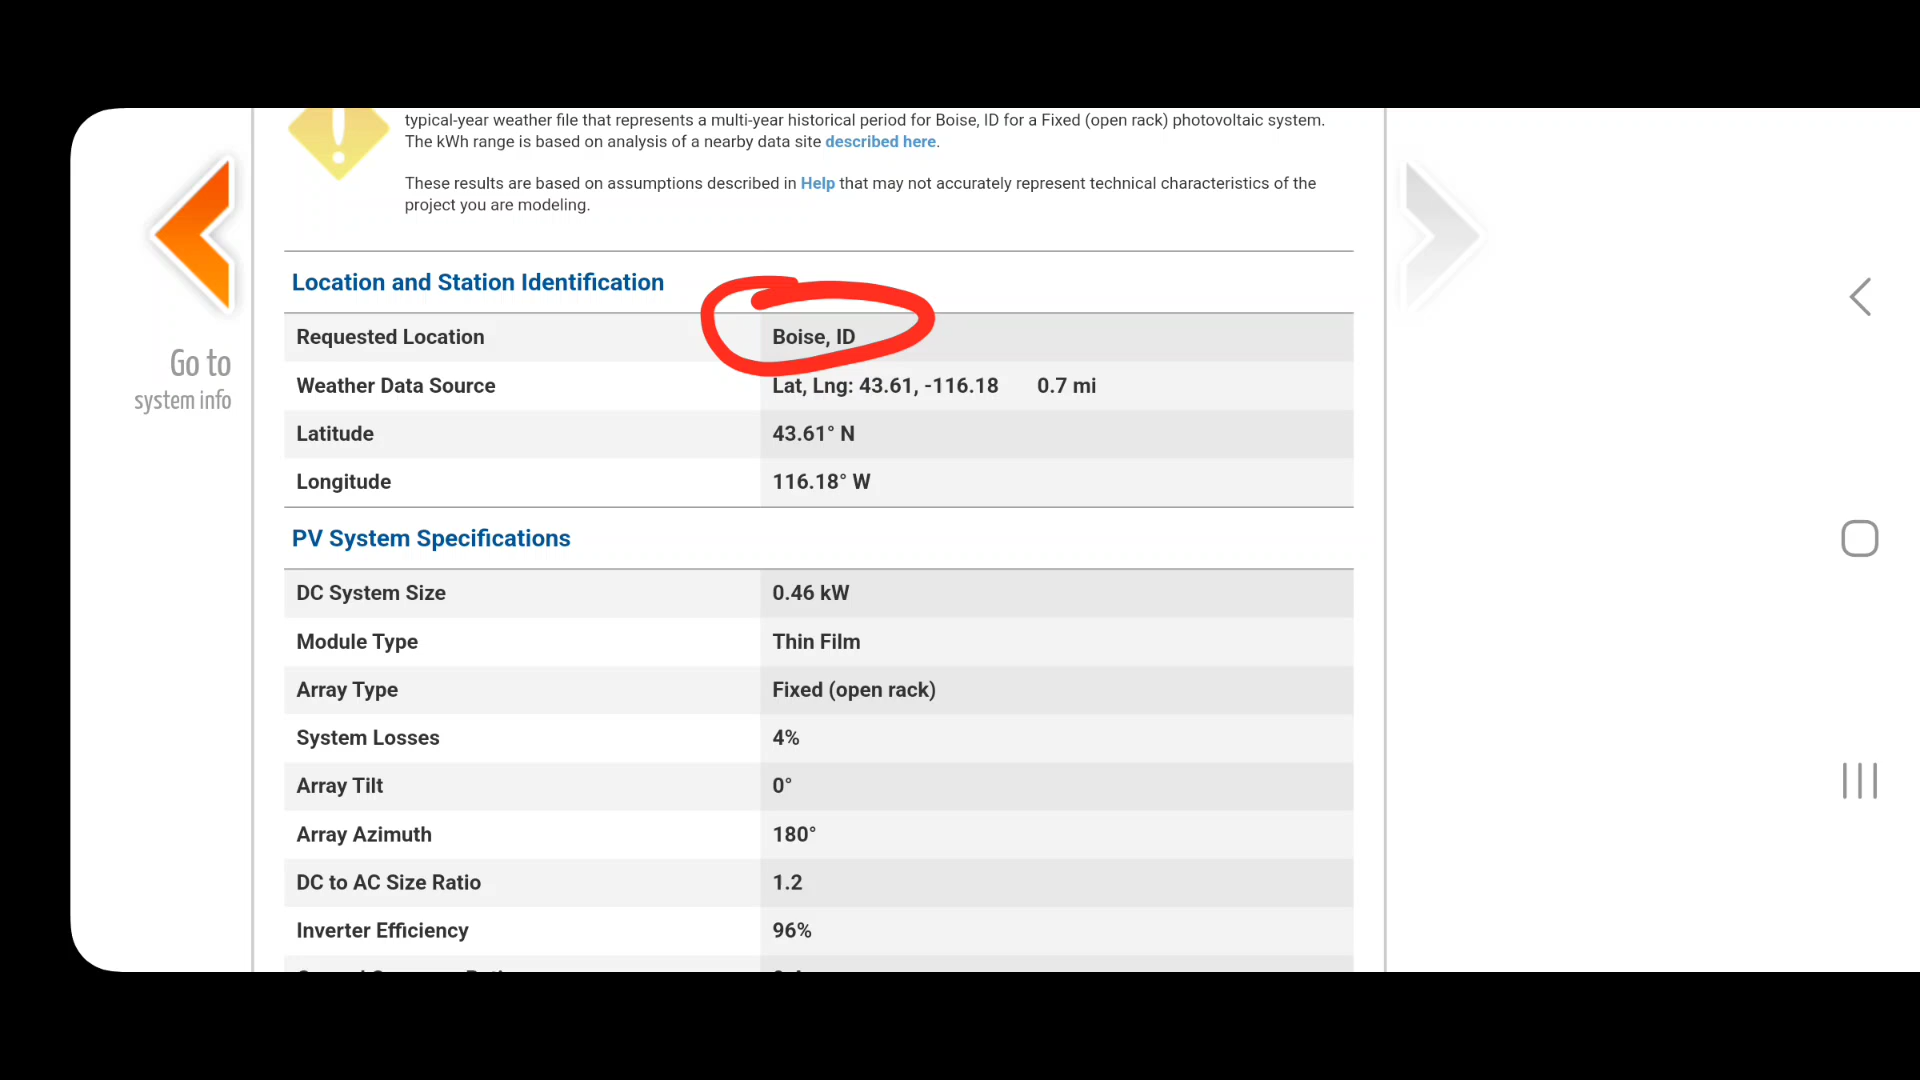 typical-year weather file that represents a multi-year historical period for Boise, ID for a Fixed (open rack) photovoltaic system.
The kWh range is based on analysis of a nearby data site described here.
These results are based on assumptions described in Help that may not accurately represent technical characteristics of the
project you are modeling.
Go to
system info
Location and Station Identification
Requested Location Boise, ID
Weather Data Source Lat, Lng: 43.61, -116.18 0.7 mi
Latitude 43.61° N
Longitude 116.18° W
PV System Specifications
DC System Size 0.46 kW
Module Type Thin Film
Array Type Fixed (open rack)
System Losses 4%
Array Tilt 0°
Array Azimuth 180°
DC to AC Size Ratio 1.2
Inverter Efficiency 96%